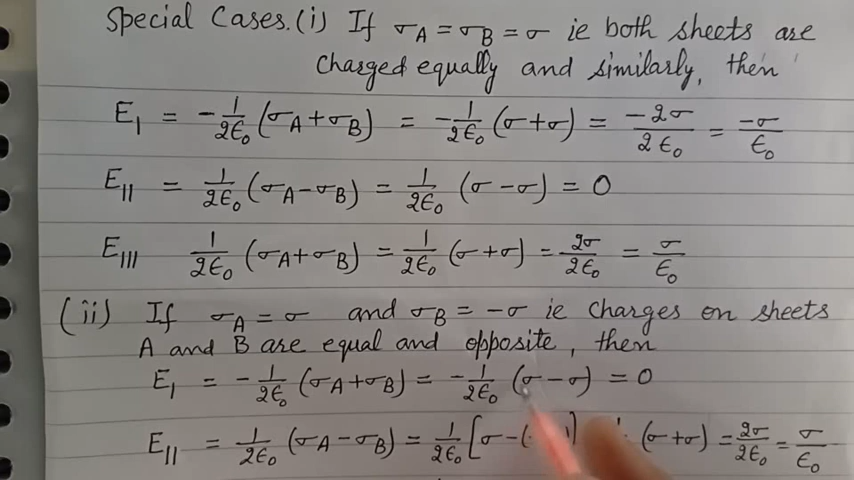 Special Cases. (i) If σA = σB = σ ie both sheets are
Charged equally and similarly, then
EI = -1/2ε0 (σA + σB) = -1/2ε0 (σ + σ) = -2σ/2ε0 = -σ/ε0
EII = 1/2ε0 (σA - σB) = 1/2ε0 (σ - σ) = 0
EIII 1/2ε0 (σA + σB) = 1/2ε0 (σ + σ) = 2σ/2ε0 = σ/ε0
(ii) If σA = σ and σB = -σ ie Charges on sheets
A and B are equal and opposite, then
EI = -1/2ε0 (σA + σB) = -1/2ε0 (σ - σ) = 0
EII = 1/2ε0 (σA - σB) = 1/2ε0 [σ - ( (σ + σ) = 2σ/2ε0 = σ/ε0